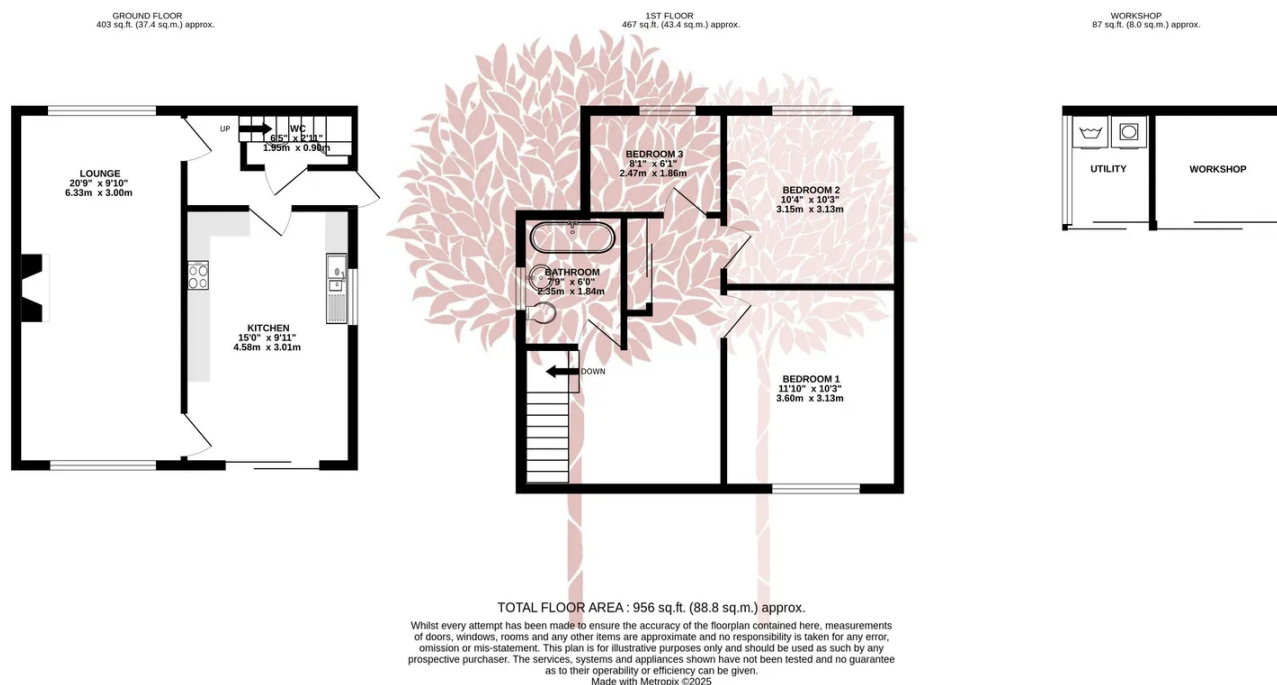 GROUND FLOOR
403 sq.ft. (37.4 sq.m.) approx.
1ST FLOOR
467 sq.ft. (43.4 sq.m.) approx.
WORKSHOP
87 sq.ft. (8.0 sq.m.) approx.
UP
WC
6'5" x 2'11"
1.95m x 0.90m
LOUNGE
20'9" x 9'10"
6.33m x 3.00m
KITCHEN
15'0" x 9'11"
4.58m x 3.01m
BEDROOM 3
8'1" x 6'1"
2.47m x 1.86m
BEDROOM 2
10'4" x 10'3"
3.15m x 3.13m
BATHROOM
7'9" x 6'0"
2.35m x 1.84m
DOWN
BEDROOM 1
11'10" x 10'3"
3.60m x 3.13m
UTILITY
WORKSHOP
TOTAL FLOOR AREA : 956 sq.ft. (88.8 sq.m.) approx.
Whilst every attempt has been made to ensure the accuracy of the floorplan contained here, measurements
of doors, windows, rooms and any other items are approximate and no responsibility is taken for any error,
omission or mis-statement. This plan is for illustrative purposes only and should be used as such by any
prospective purchaser. The services, systems and appliances shown have not been tested and no guarantee
as to their operability or efficiency can be given.
Made with Metropix ©2025